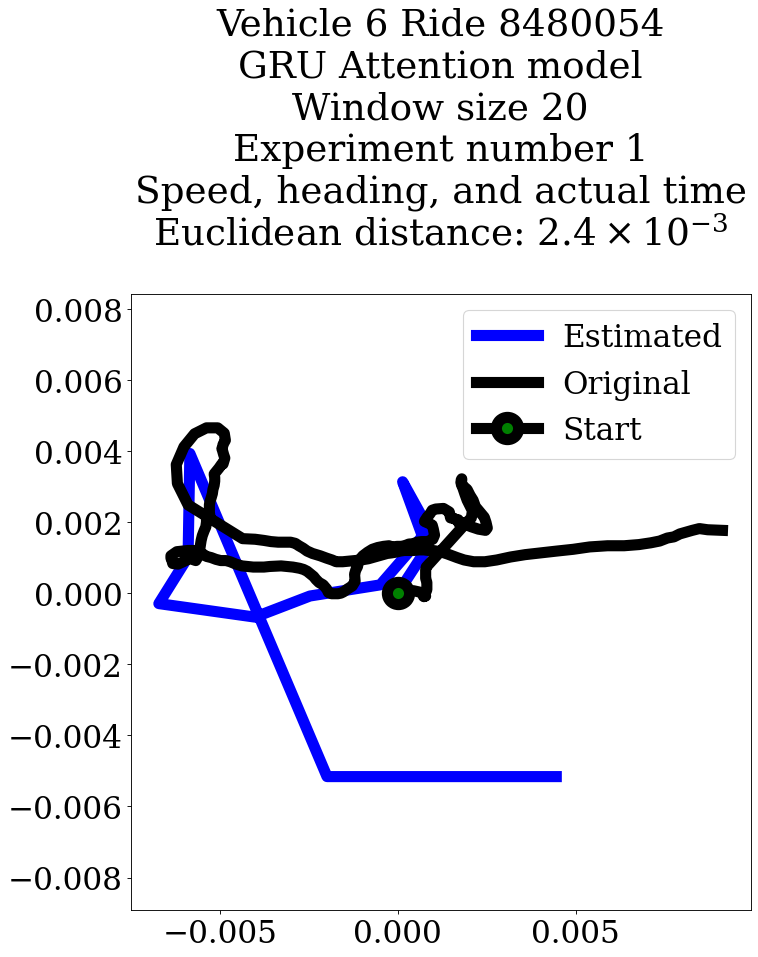 Vehicle 6 Ride 8480054
GRU Attention model
Window size 20
Experiment number 1
Speed, heading, and actual time
Euclidean distance: 2.4 × 10⁻³
Estimated
Original
Start
0.008
0.006
0.004
0.002
0.000
−0.002
−0.004
−0.006
−0.008
−0.005
0.000
0.005